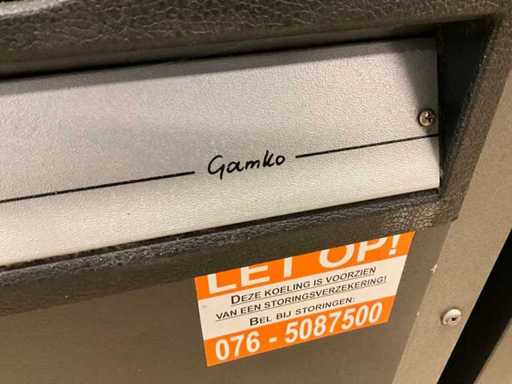 Gamko
LET OP!
DEZE KOELING IS VOORZIEN
VAN EEN STORINGSVERZEKERING!
BEL BIJ STORINGEN:
076 - 5087500